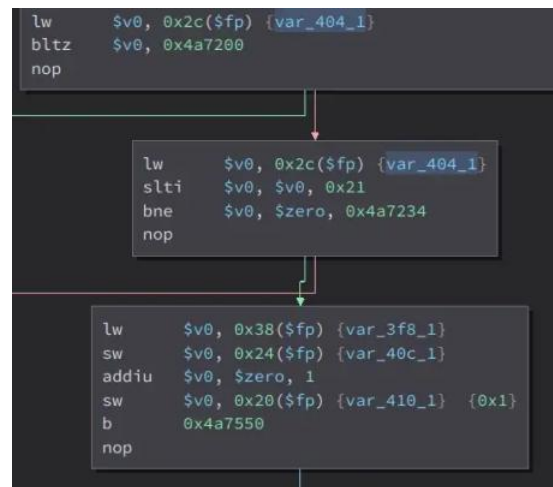 lw $v0, 0x2c($fp) {var_404_1}
bltz $v0, 0x4a7200
nop
lw $v0, 0x2c($fp) {var_404_1}
slti $v0, $v0, 0x21
bne $v0, $zero, 0x4a7234
nop
lw $v0, 0x38($fp) {var_3f8_1}
sw $v0, 0x24($fp) {var_40c_1}
addiu $v0, $zero, 1
sw $v0, 0x20($fp) {var_410_1} {0x1}
b 0x4a7550
nop